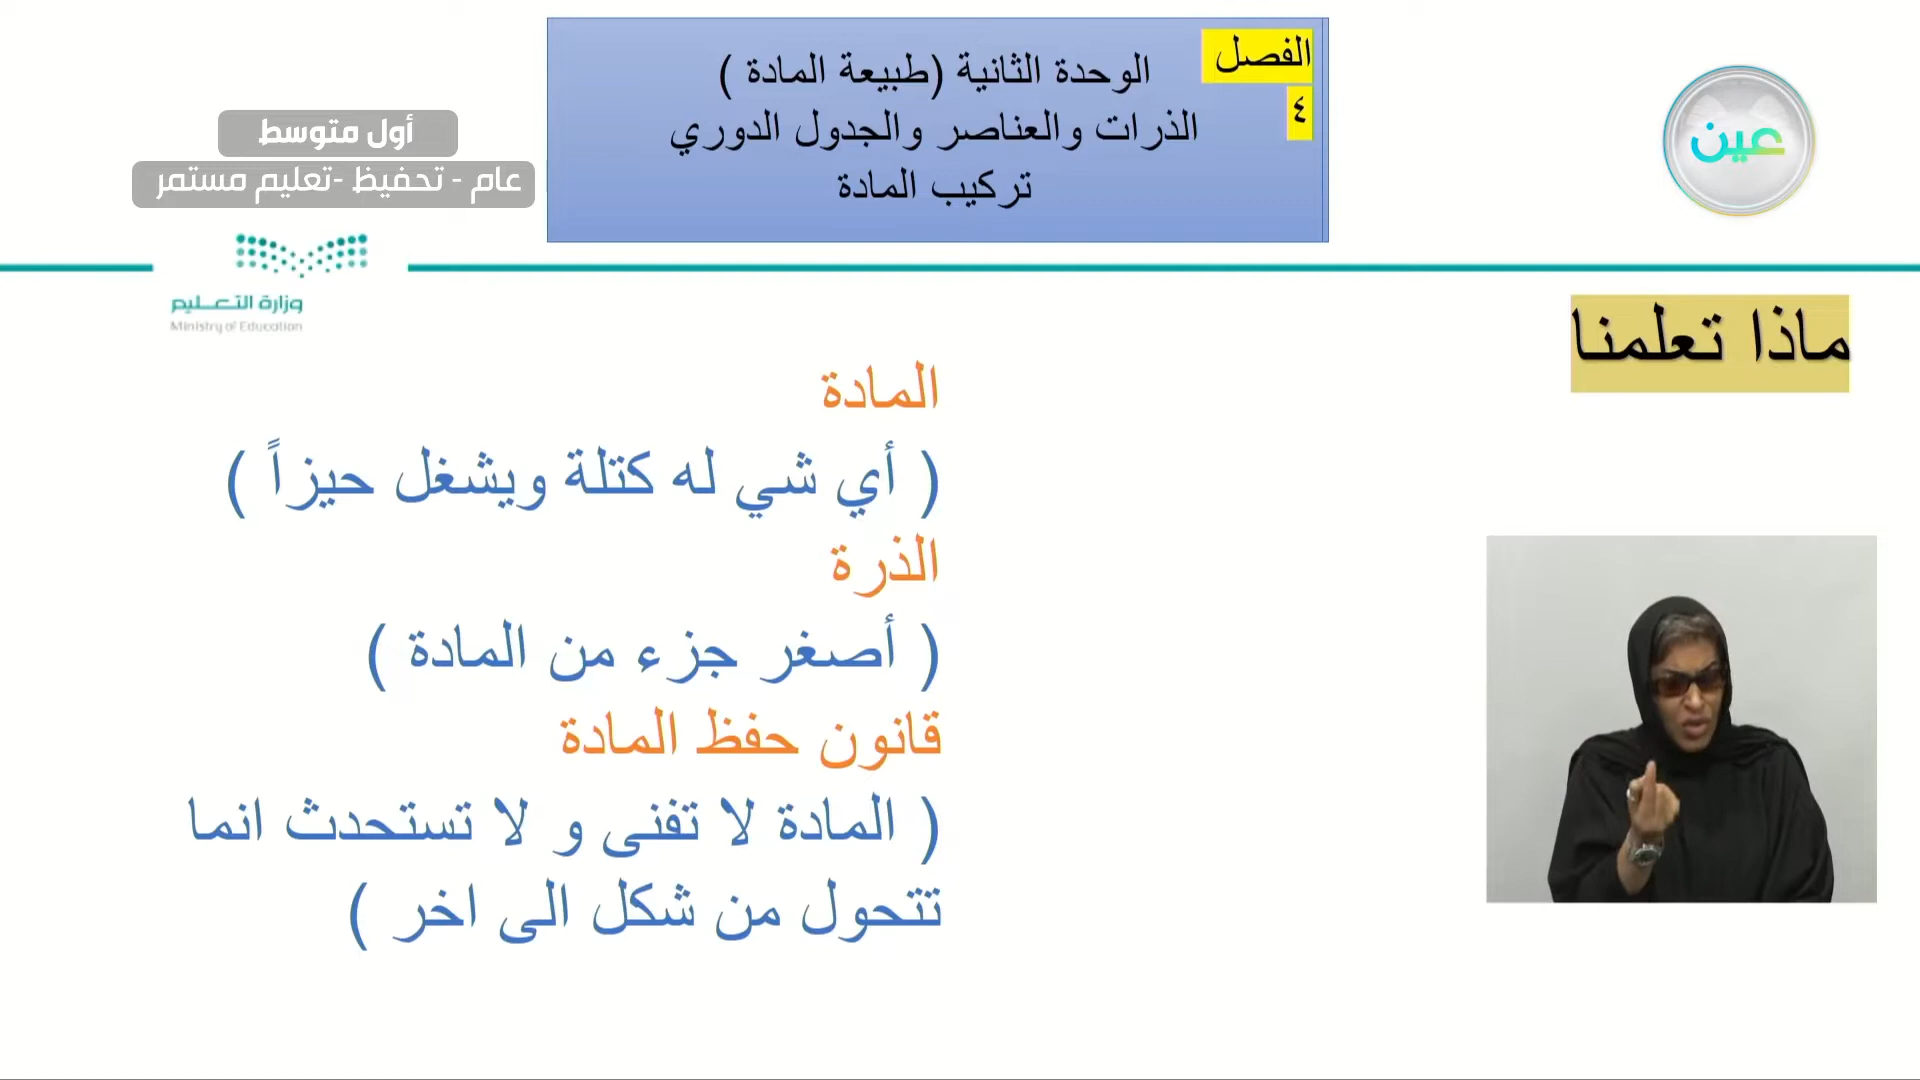 الفصل
٤
الوحدة الثانية (طبيعة المادة )
الذرات والعناصر والجدول الدوري
تركيب المادة
أول متوسط
عام - تحفيظ -تعليم مستمر
عين
وزارة التعليم
Ministry of Education
ماذا تعلمنا
المادة
( أي شي له كتلة ويشغل حيزاً )
الذرة
( أصغر جزء من المادة )
قانون حفظ المادة
( المادة لا تفنى و لا تستحدث انما
تتحول من شكل الى اخر )